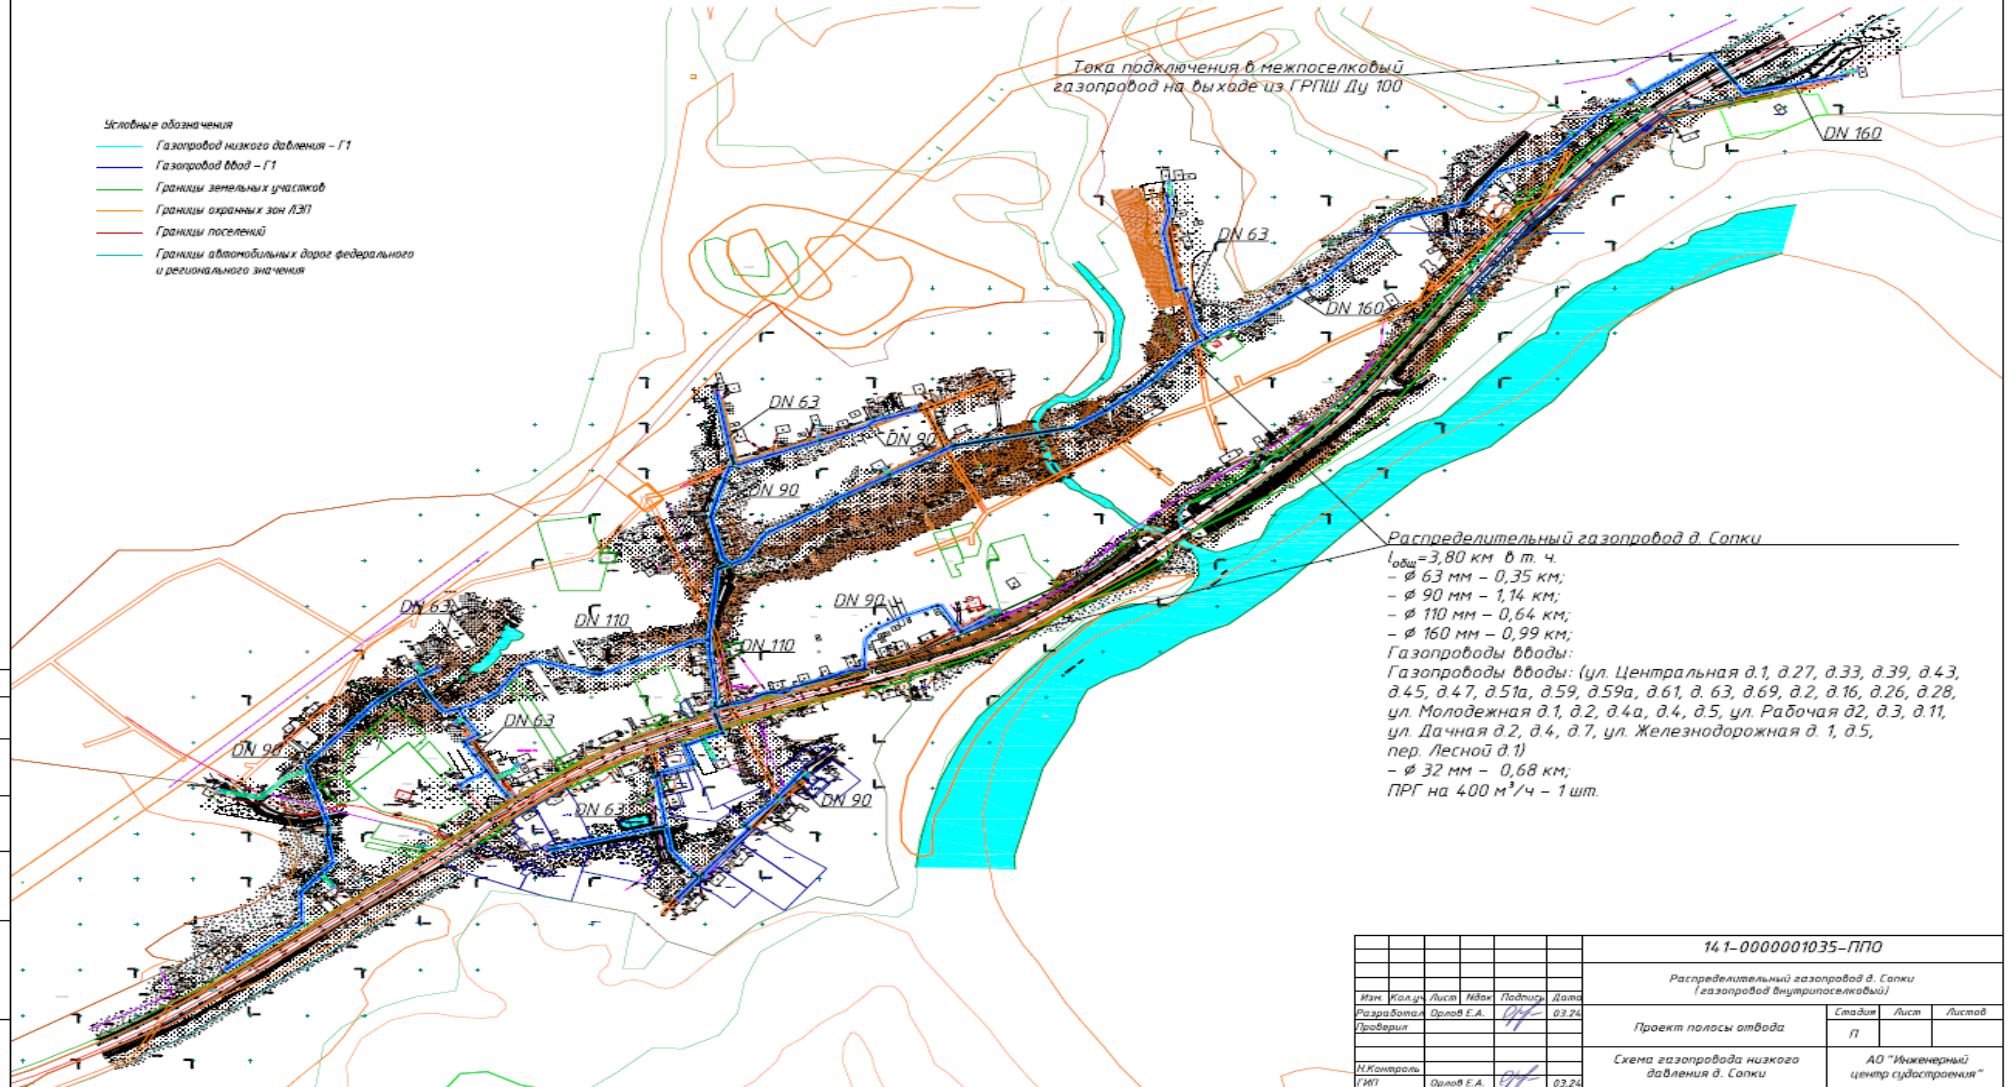 Тока подключения в межпоселковый
газопровод на выходе из ГРПШ Ду 100
Условные обозначения
Газопровод низкого давления - Г1
Газопровод ввод - Г1
Границы земельных участков
Границы охранных зон ЛЭП
Границы поселений
Границы автомобильных дорог федерального
и регионального значения
DN 160
DN 63
DN 160
DN 63
DN 90
DN 90
DN 63
DN 110
DN 90
DN 110
DN 63
DN 90
DN 63
DN 90
Распределительный газопровод д. Сопки
lобщ=3,80 км в т. ч.
- ϕ 63 мм - 0,35 км;
- ϕ 90 мм - 1,14 км;
- ϕ 110 мм - 0,64 км;
- ϕ 160 мм - 0,99 км;
Газопроводы вводы:
Газопроводы вводы: (ул. Центральная д.1, д.27, д.33, д.39, д.43,
д.45, д.47, д.51а, д.59, д.59а, д.61, д. 63, д.69, д.2, д.16, д.26, д.28,
ул. Молодежная д.1, д.2, д.4а, д.4, д.5, ул. Рабочая д2, д.3, д.11,
ул. Дачная д.2, д.4, д.7, ул. Железнодорожная д. 1, д.5,
пер. Лесной д.1)
- ϕ 32 мм - 0,68 км;
ПРГ на 400 м³/ч - 1 шт.
14.1-0000001035-ППО
Распределительный газопровод д. Сопки
(газопровод внутрипоселковый)
Изм. Кол.уч Лист №док Подпись Дата
Разработал Орлов Е.А. 03.24
Проверил
Проект полосы отвода
Стадия Лист Листов
П
Н.Контроль
ГИП Орлов Е.А. 03.24
Схема газопровода низкого
давления д. Сопки
АО "Инженерный
центр судостроения"